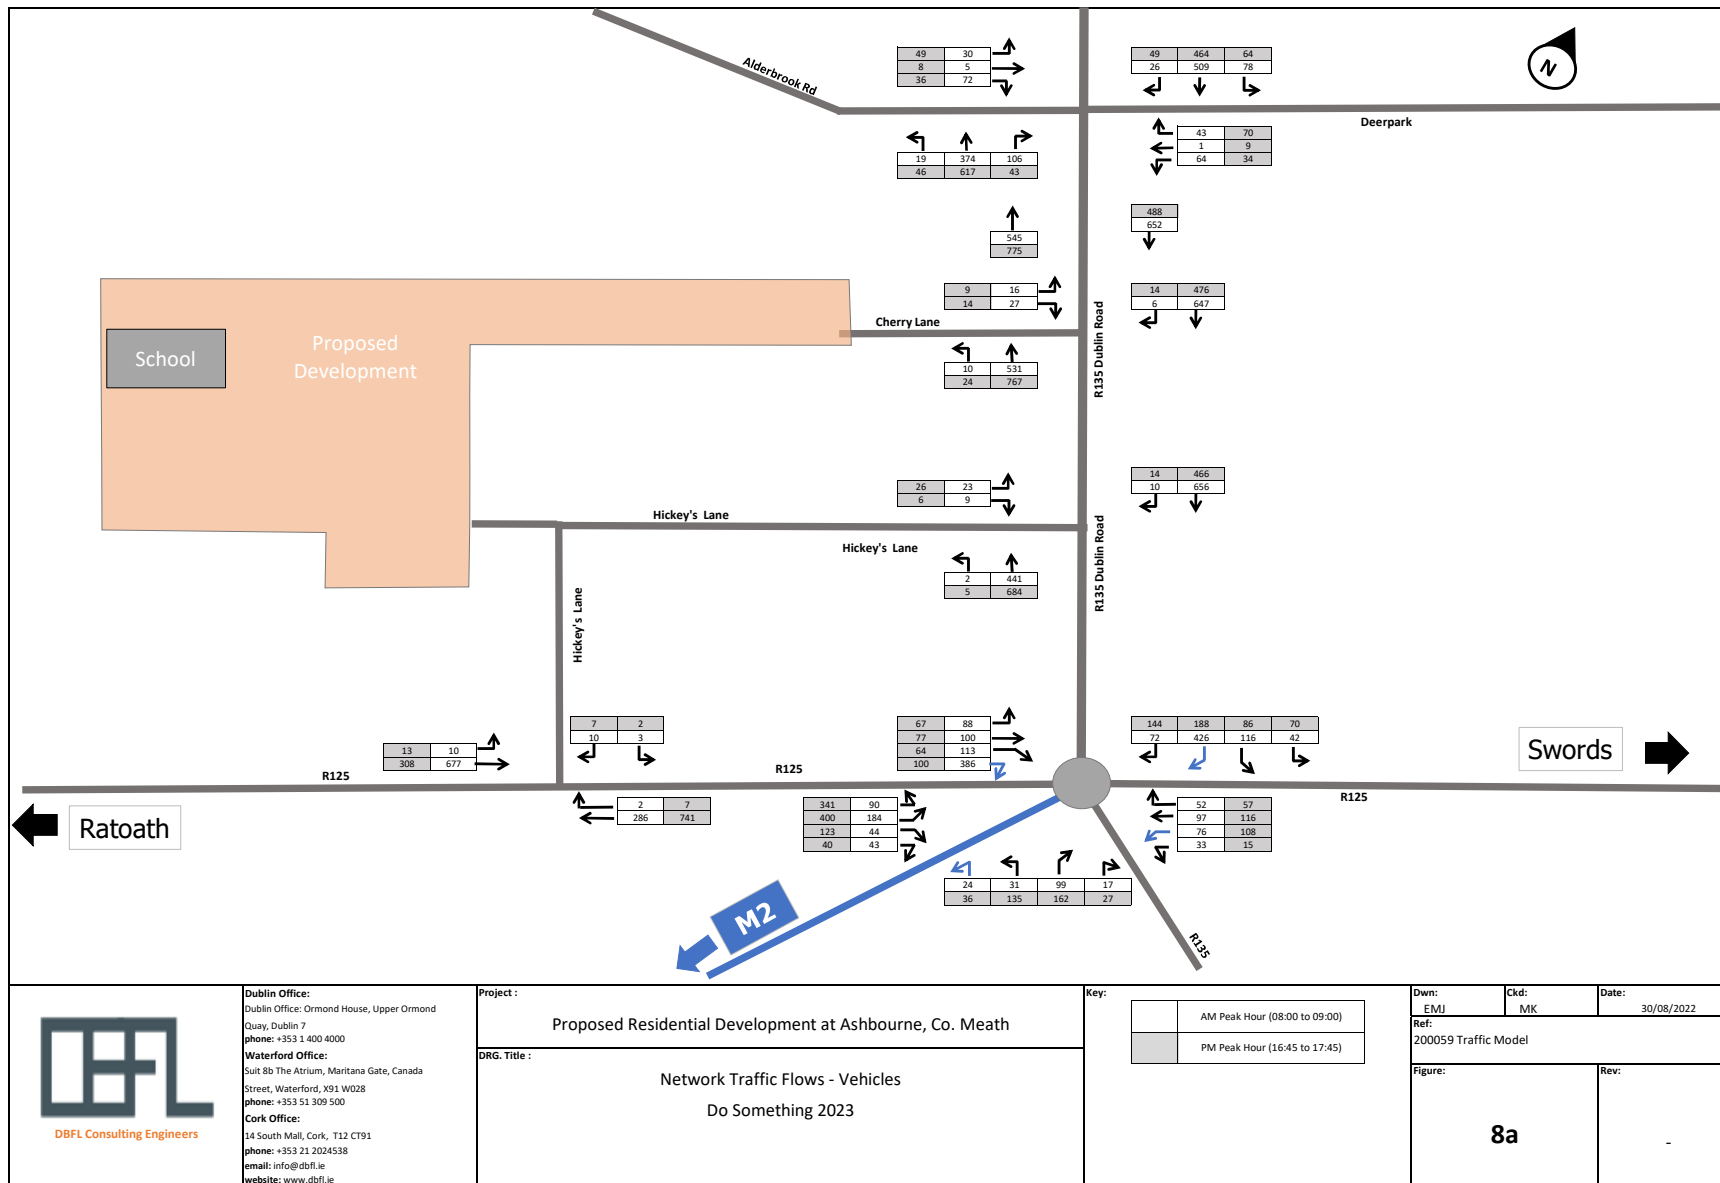 Alderbrook Rd
49 30
8 5
36 72
49 464 64
26 509 78
N
Deerpark
43 70
1 9
64 34
19 374 106
46 617 43
488
652
545
775
9 16
14 27
14 476
6 647
Cherry Lane
R135 Dublin Road
School
Proposed
Development
10 531
24 767
14 466
10 656
26 23
6 9
Hickey's Lane
Hickey's Lane
R135 Dublin Road
2 441
5 684
Hickey's Lane
7 2
10 3
13 10
308 677
67 88
77 100
64 113
100 386
144 188 86 70
72 426 116 42
Swords
R125
R125
R125
Ratoath
2 7
286 741
341 90
400 184
123 44
40 43
52 57
97 116
76 108
33 15
24 31 99 17
36 135 162 27
M2
R135
DBFL
DBFL Consulting Engineers
Dublin Office:
Dublin Office: Ormond House, Upper Ormond
Quay, Dublin 7
phone: +353 1 400 4000
Waterford Office:
Suit 8b The Atrium, Maritana Gate, Canada
Street, Waterford, X91 W028
phone: +353 51 309 500
Cork Office:
14 South Mall, Cork, T12 CT91
phone: +353 21 2024538
email: info@dbfl.ie
website: www.dbfl.ie
Project :
Proposed Residential Development at Ashbourne, Co. Meath
DRG. Title :
Network Traffic Flows - Vehicles
Do Something 2023
Key:
AM Peak Hour (08:00 to 09:00)
PM Peak Hour (16:45 to 17:45)
Dwn: Ckd: Date:
EMJ MK 30/08/2022
Ref:
200059 Traffic Model
Figure: Rev:
8a -